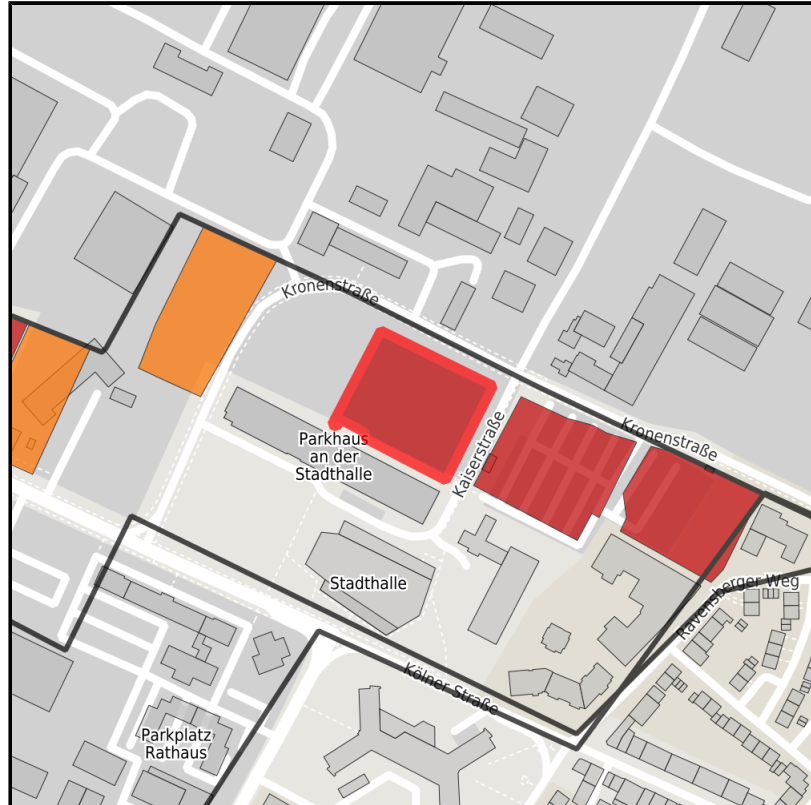 Kronenstraße
Kronenstraße
Kaiserstraße
Parkhaus
an der
Stadthalle
Stadthalle
Ravensberger Weg
Kölner Straße
Parkplatz
Rathaus